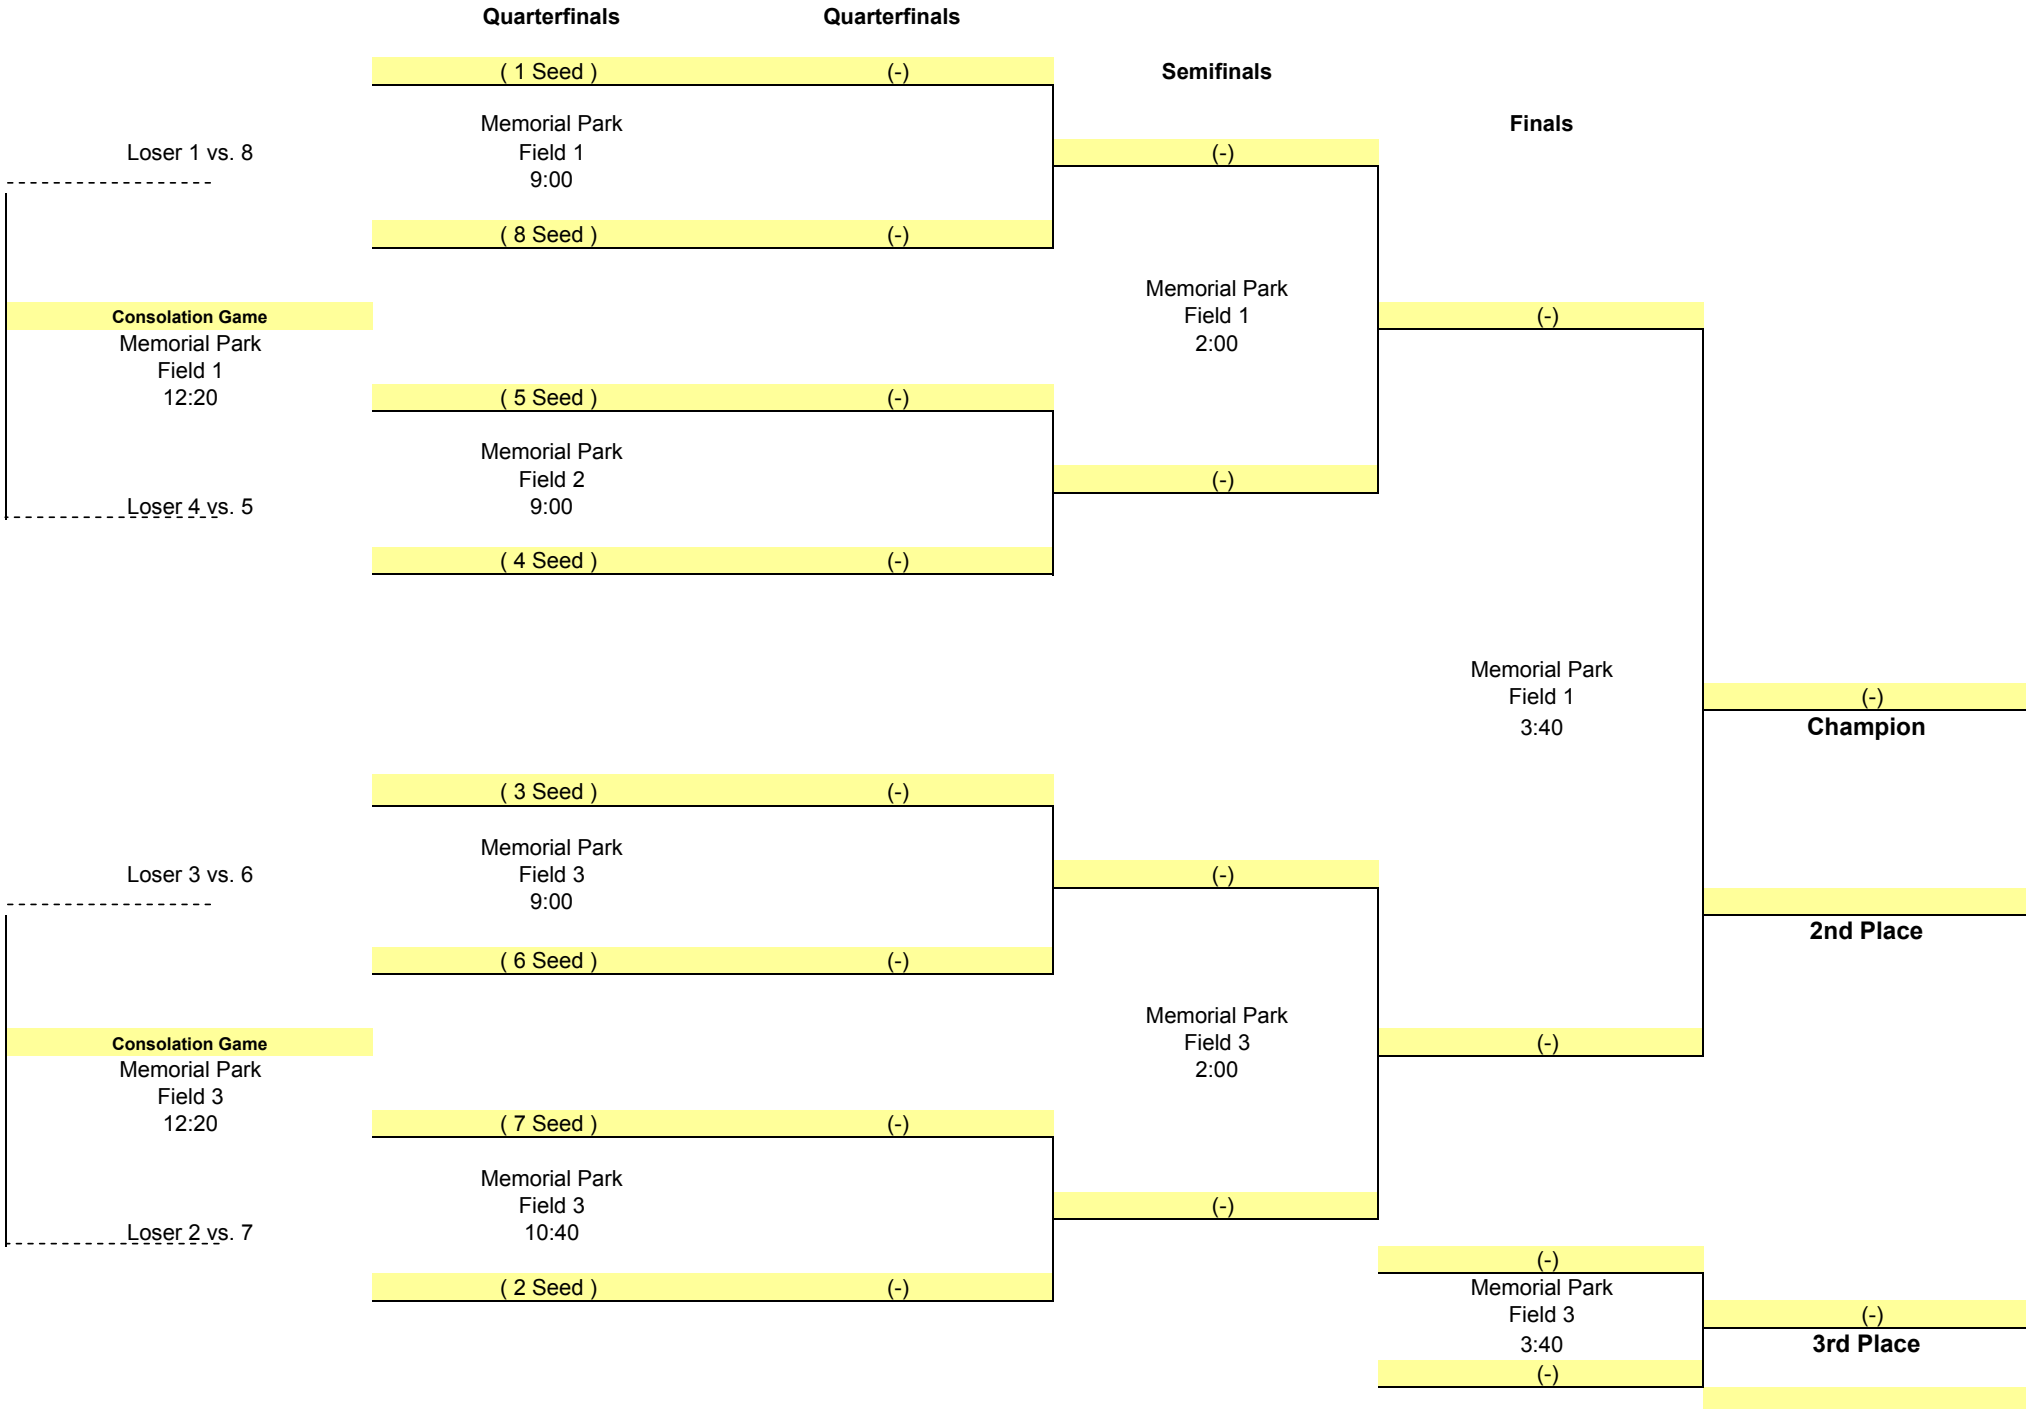 Quarterfinals Quarterfinals
( 1 Seed ) (-) Semifinals
Memorial Park Finals
Loser 1 vs. 8 Field 1 (-)
9:00
( 8 Seed ) (-)
Memorial Park
Consolation Game Field 1 (-)
Memorial Park 2:00
Field 1
12:20 ( 5 Seed ) (-)
Memorial Park
Field 2 (-)
Loser 4 vs. 5 9:00
( 4 Seed ) (-)
Memorial Park
Field 1 (-)
3:40 Champion
( 3 Seed ) (-)
Memorial Park
Loser 3 vs. 6 Field 3 (-)
9:00
2nd Place
( 6 Seed ) (-)
Memorial Park
Consolation Game Field 3 (-)
Memorial Park 2:00
Field 3
12:20 ( 7 Seed ) (-)
Memorial Park
Field 3 (-)
Loser 2 vs. 7 10:40
(-)
( 2 Seed ) (-) Memorial Park
Field 3 (-)
3:40 3rd Place
(-)